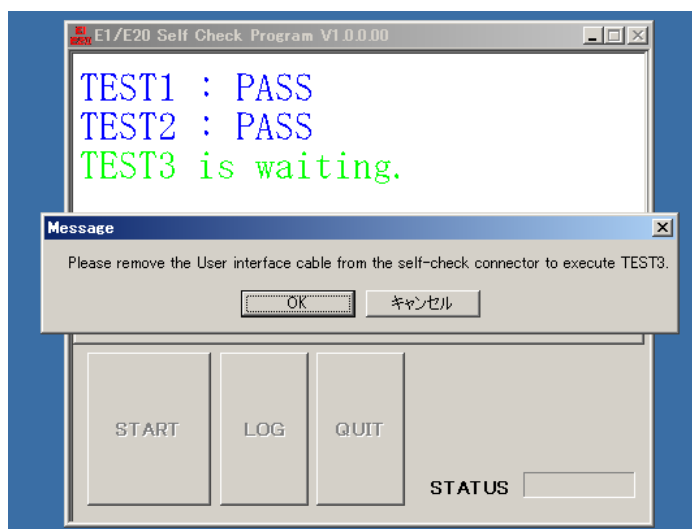 E1/E20 Self Check Program V1.0.0.00
TEST1 : PASS
TEST2 : PASS
TEST3 is waiting.
Message
Please remove the User interface cable from the self-check connector to execute TEST3.
OK
キャンセル
START
LOG
QUIT
STATUS